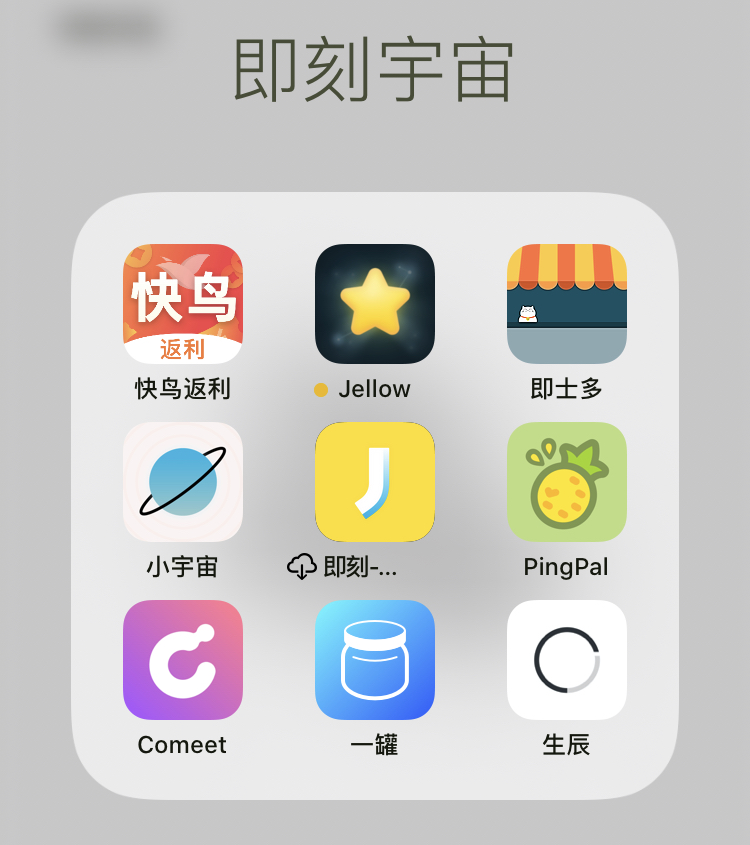 即刻宇宙
快鸟
返利
快鸟返利
Jellow
即士多
小宇宙
即刻-...
PingPal
Comeet
一罐
生辰